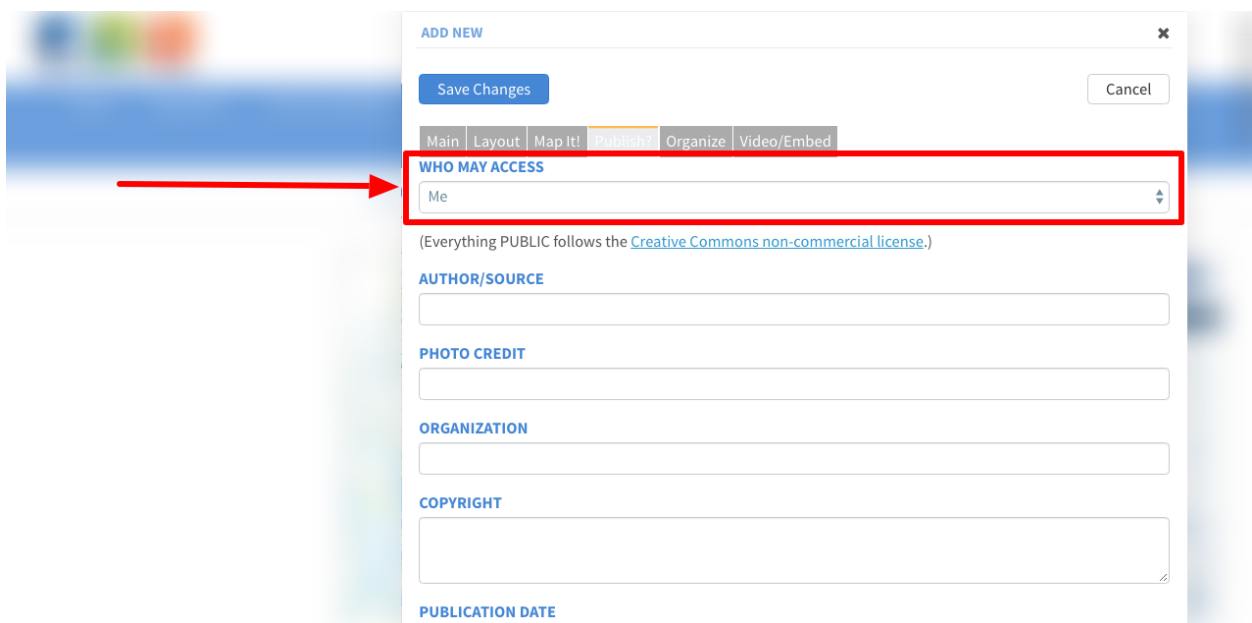 ADD NEW
Save Changes
Cancel
Main Layout Map It! Publish? Organize Video/Embed
WHO MAY ACCESS
Me
(Everything PUBLIC follows the Creative Commons non-commercial license.)
AUTHOR/SOURCE
PHOTO CREDIT
ORGANIZATION
COPYRIGHT
PUBLICATION DATE